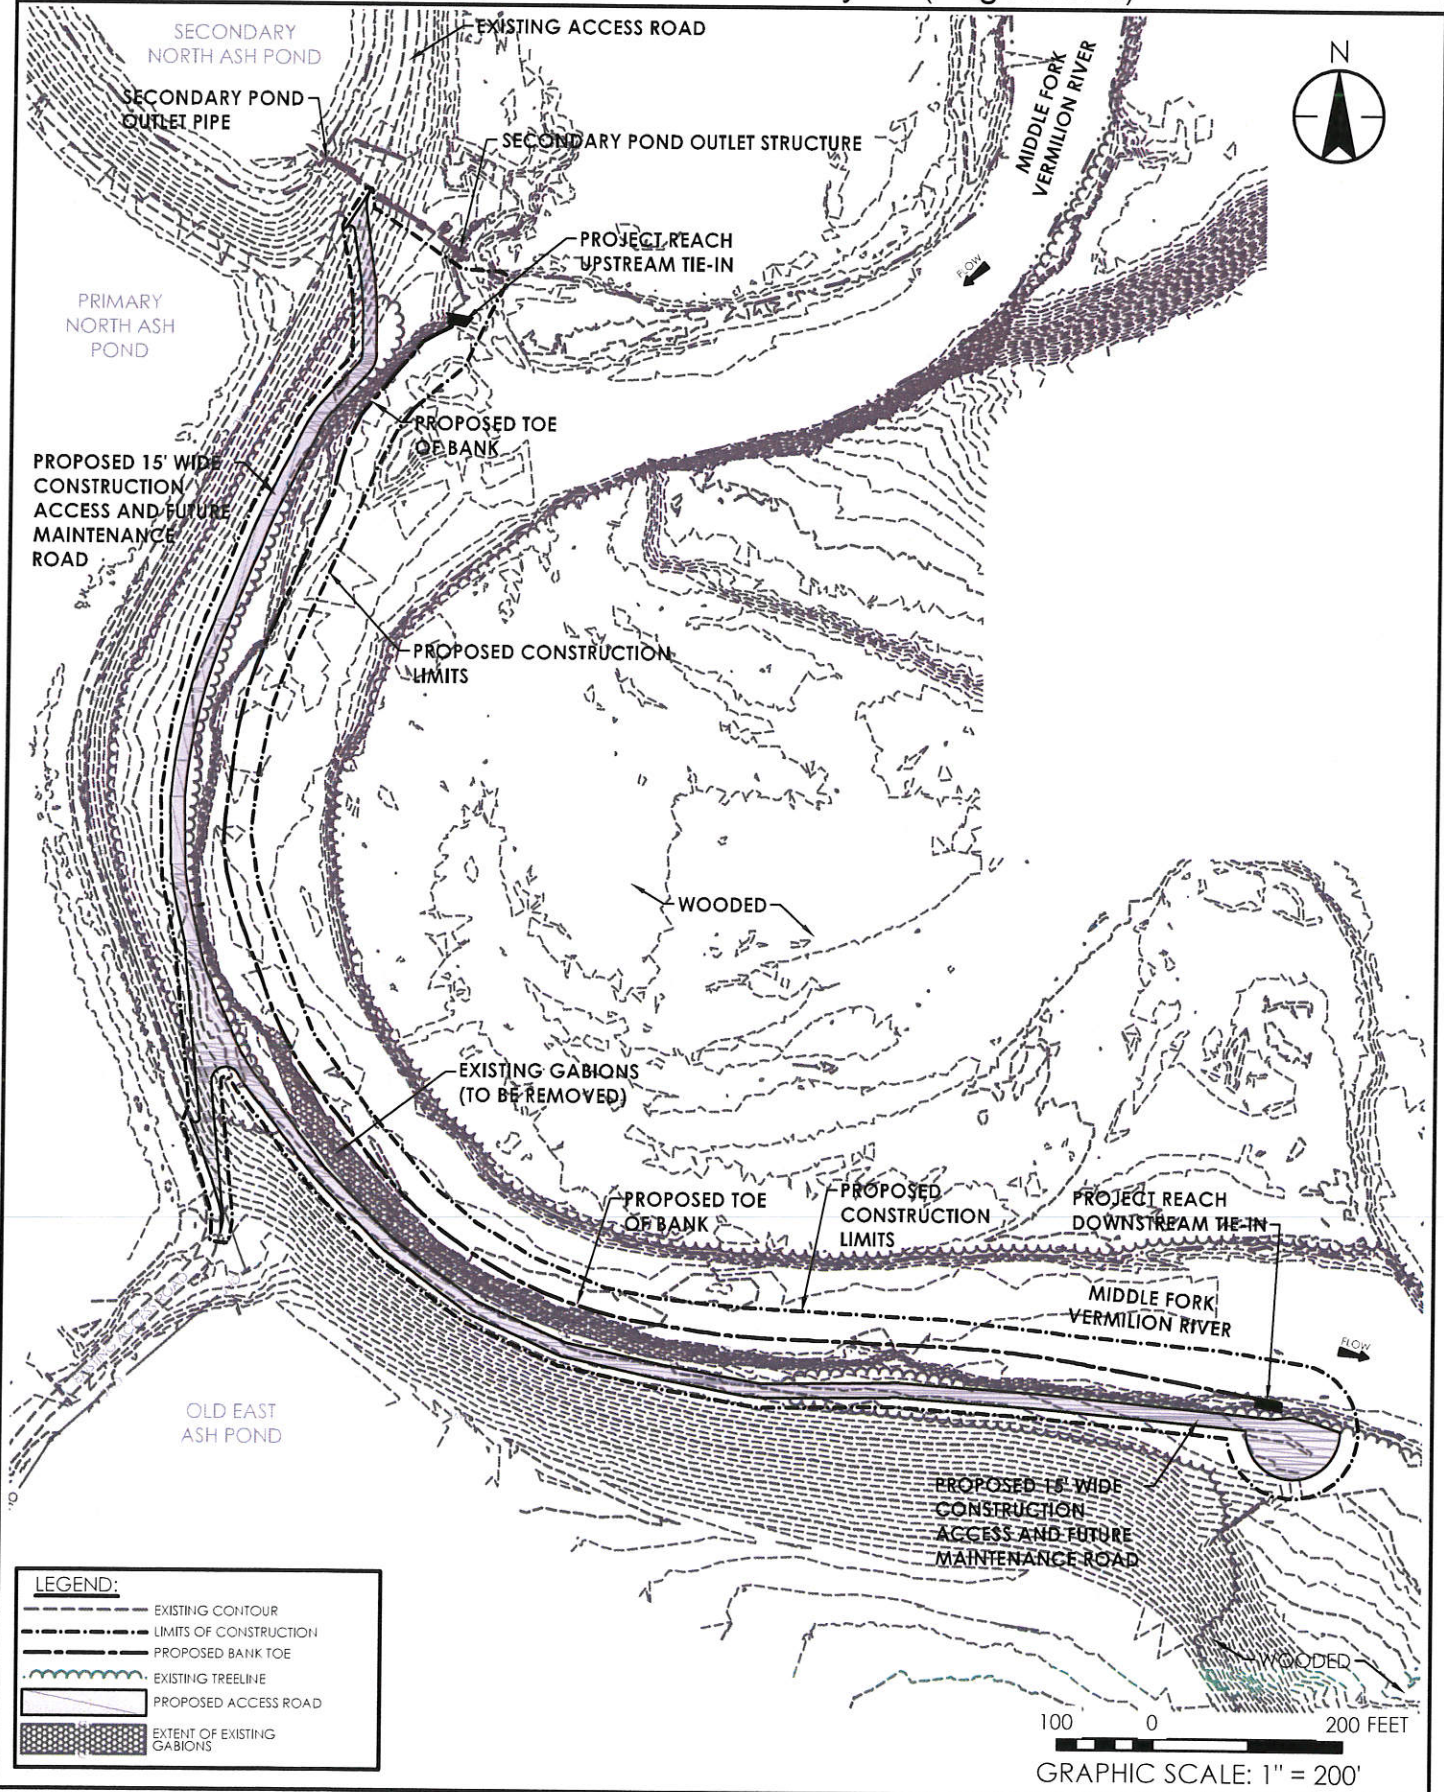 SECONDARY
NORTH ASH POND
EXISTING ACCESS ROAD
SECONDARY POND
OUTLET PIPE
SECONDARY POND OUTLET STRUCTURE
MIDDLE FORK
VERMILION RIVER
N
PROJECT REACH
UPSTREAM TIE-IN
FLOW
PRIMARY
NORTH ASH
POND
PROPOSED TOE
OF BANK
PROPOSED 15' WIDE
CONSTRUCTION
ACCESS AND FUTURE
MAINTENANCE
ROAD
PROPOSED CONSTRUCTION
LIMITS
WOODED
EXISTING GABIONS
(TO BE REMOVED)
PROPOSED TOE
OF BANK
PROPOSED
CONSTRUCTION
LIMITS
PROJECT REACH
DOWNSTREAM TIE-IN
MIDDLE FORK
VERMILION RIVER
FLOW
OLD EAST
ASH POND
PROPOSED 15' WIDE
CONSTRUCTION
ACCESS AND FUTURE
MAINTENANCE ROAD
WOODED
LEGEND:
EXISTING CONTOUR
LIMITS OF CONSTRUCTION
PROPOSED BANK TOE
EXISTING TREELINE
PROPOSED ACCESS ROAD
EXTENT OF EXISTING
GABIONS
100 0 200 FEET
GRAPHIC SCALE: 1" = 200'